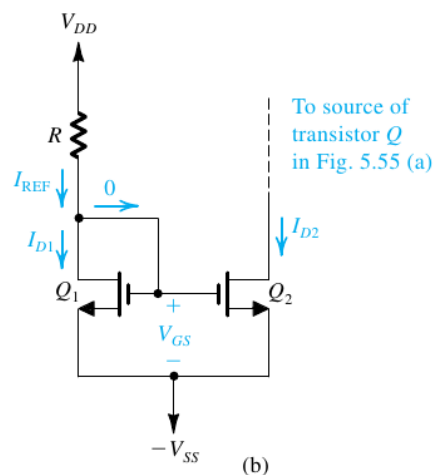 V_DD
To source of
transistor Q
in Fig. 5.55 (a)
R
I_REF
0
I_D1
I_D2
Q_1
Q_2
+
V_GS
−
−V_SS
(b)